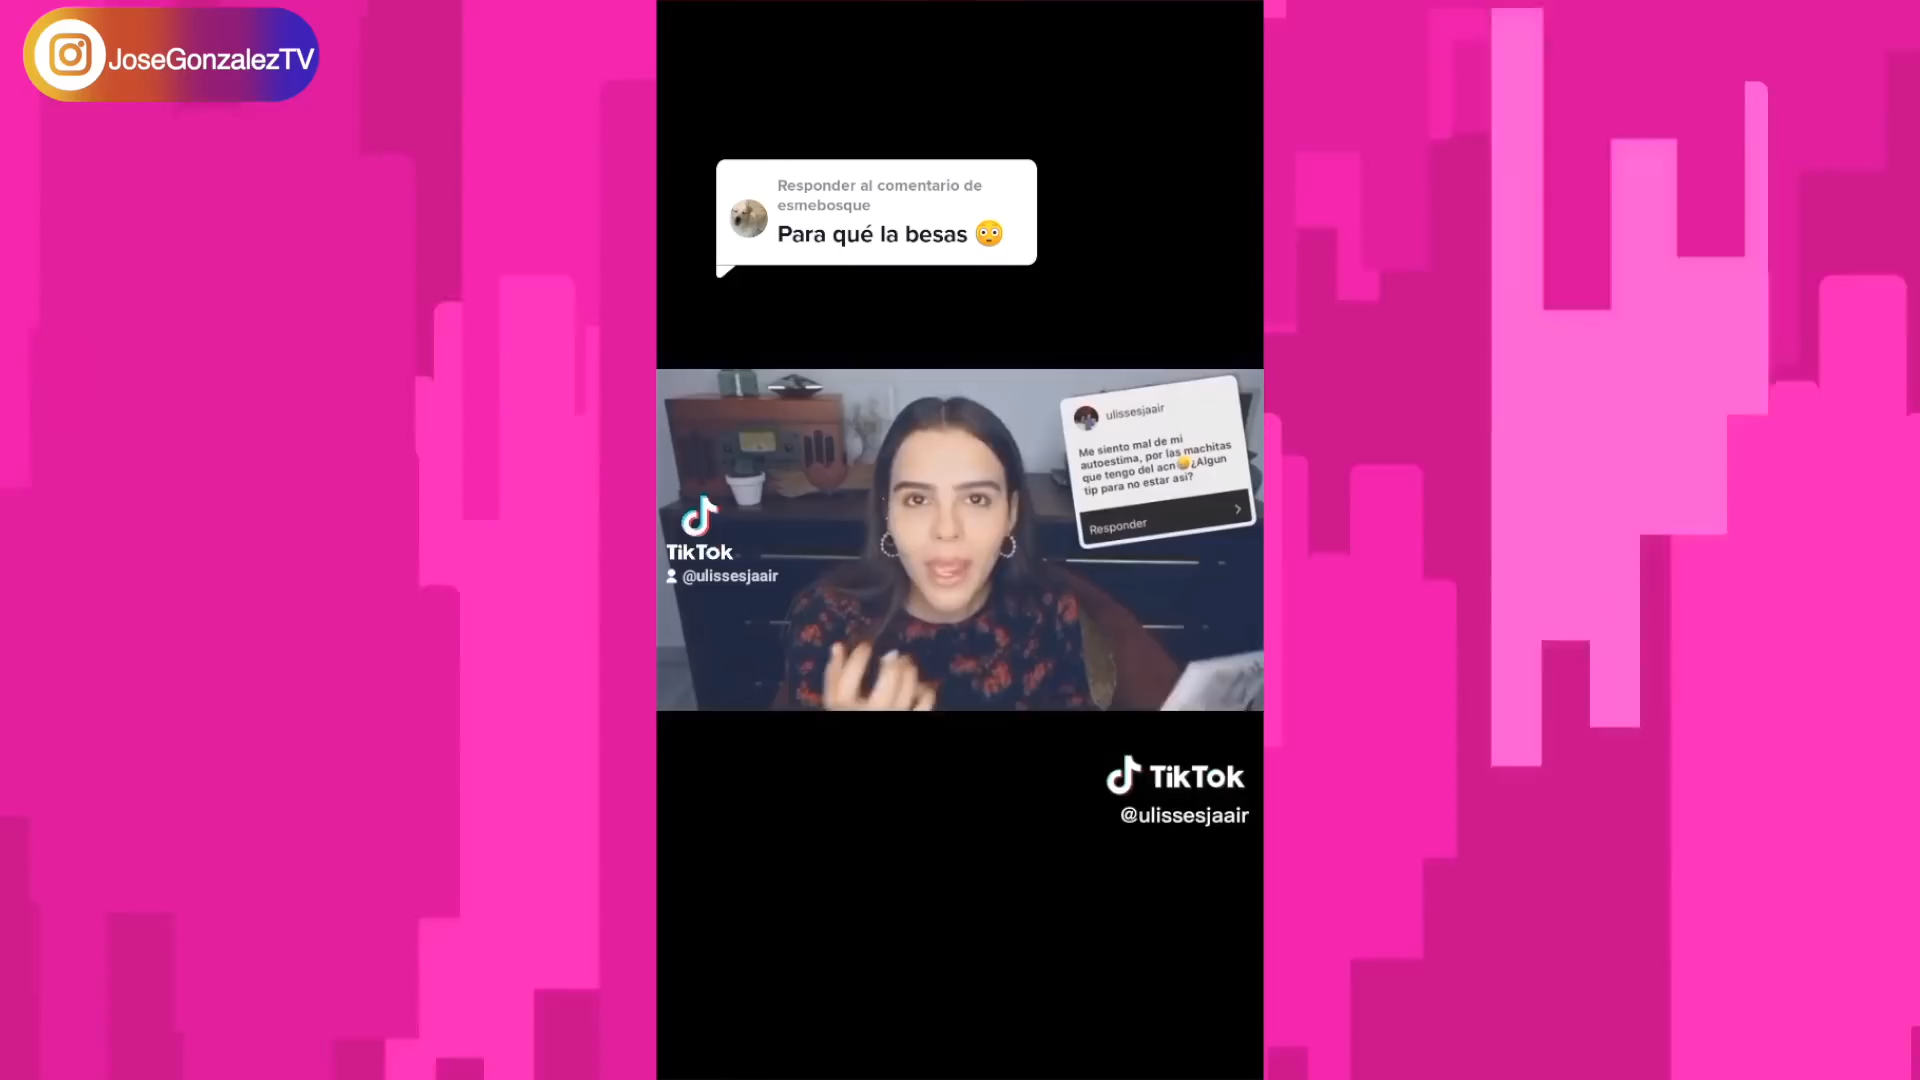 JoseGonzalezTV
Responder al comentario de
esmebosque
Para qué la besas 😳
ulissesjaair
Me siento mal de mi
autoestima, por las machitas
que tengo del acn😅¿Algun
tip para no estar asi?
Responder
TikTok
@ulissesjaair
TikTok
@ulissesjaair